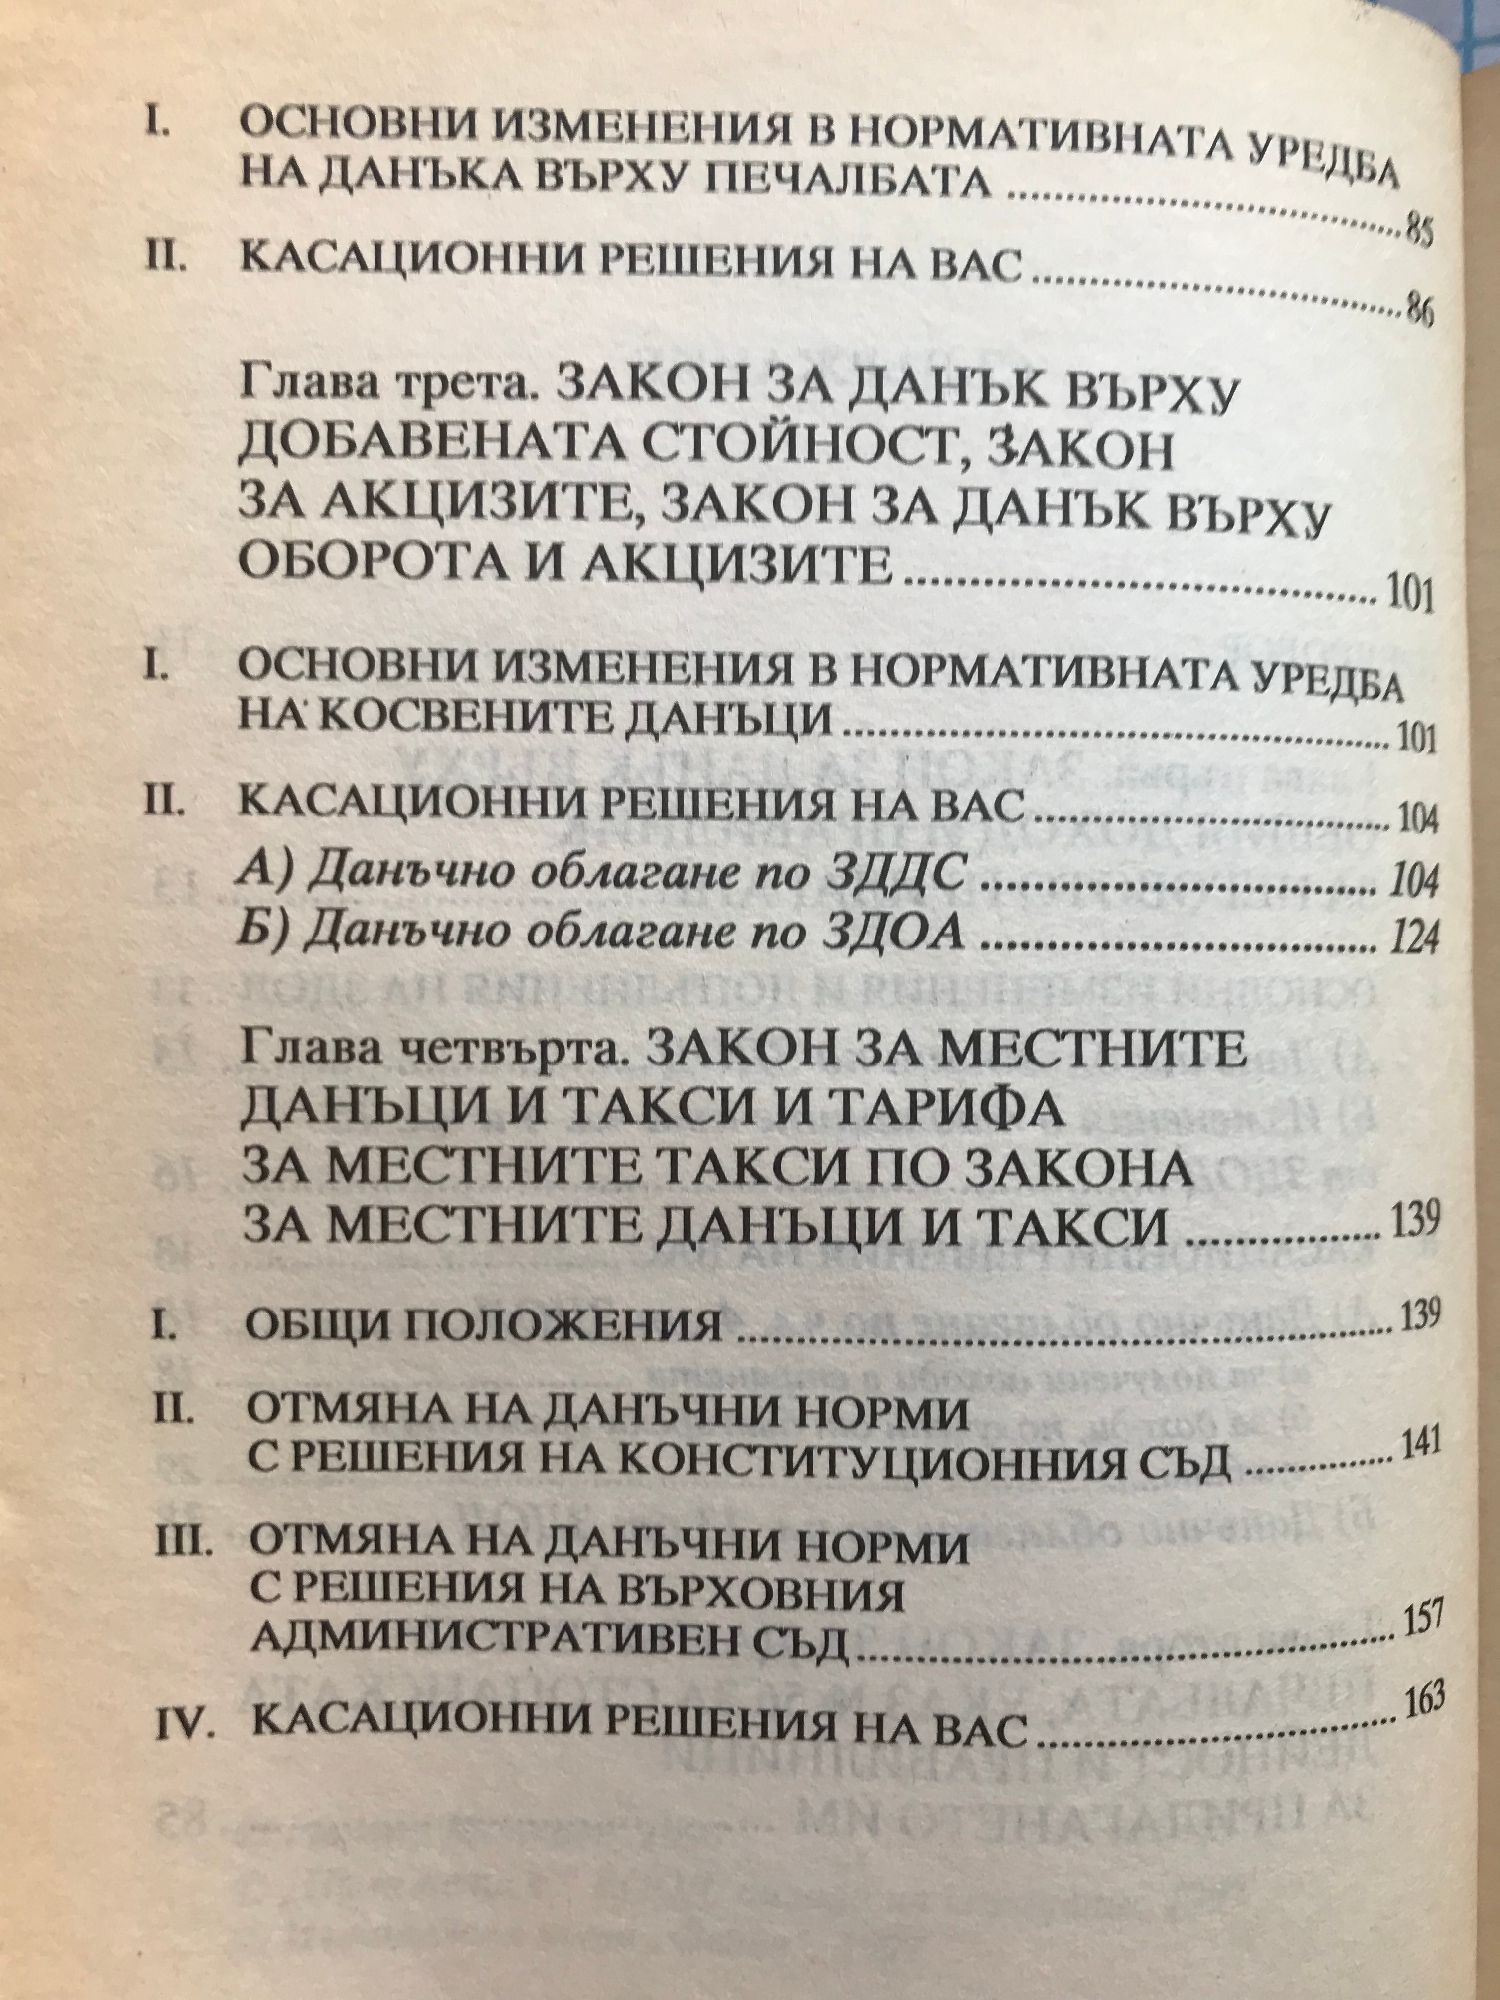 I. ОСНОВНИ ИЗМЕНЕНИЯ В НОРМАТИВНАТА УРЕДБА
НА ДАНЪКА ВЪРХУ ПЕЧАЛБАТА ........................................ 85
II. КАСАЦИОННИ РЕШЕНИЯ НА ВАС ........................................ 86
Глава трета. ЗАКОН ЗА ДАНЪК ВЪРХУ
ДОБАВЕНАТА СТОЙНОСТ, ЗАКОН
ЗА АКЦИЗИТЕ, ЗАКОН ЗА ДАНЪК ВЪРХУ
ОБОРОТА И АКЦИЗИТЕ ........................................ 101
I. ОСНОВНИ ИЗМЕНЕНИЯ В НОРМАТИВНАТА УРЕДБА
НА КОСВЕНИТЕ ДАНЪЦИ ........................................ 101
II. КАСАЦИОННИ РЕШЕНИЯ НА ВАС ........................................ 104
А) Данъчно облагане по ЗДДС ........................................ 104
Б) Данъчно облагане по ЗДОА ........................................ 124
Глава четвърта. ЗАКОН ЗА МЕСТНИТЕ
ДАНЪЦИ И ТАКСИ И ТАРИФА
ЗА МЕСТНИТЕ ТАКСИ ПО ЗАКОНА
ЗА МЕСТНИТЕ ДАНЪЦИ И ТАКСИ .................. 139
I. ОБЩИ ПОЛОЖЕНИЯ ........................................ 139
II. ОТМЯНА НА ДАНЪЧНИ НОРМИ
С РЕШЕНИЯ НА КОНСТИТУЦИОННИЯ СЪД .................. 141
III. ОТМЯНА НА ДАНЪЧНИ НОРМИ
С РЕШЕНИЯ НА ВЪРХОВНИЯ
АДМИНИСТРАТИВЕН СЪД ........................................ 157
IV. КАСАЦИОННИ РЕШЕНИЯ НА ВАС ........................................ 163